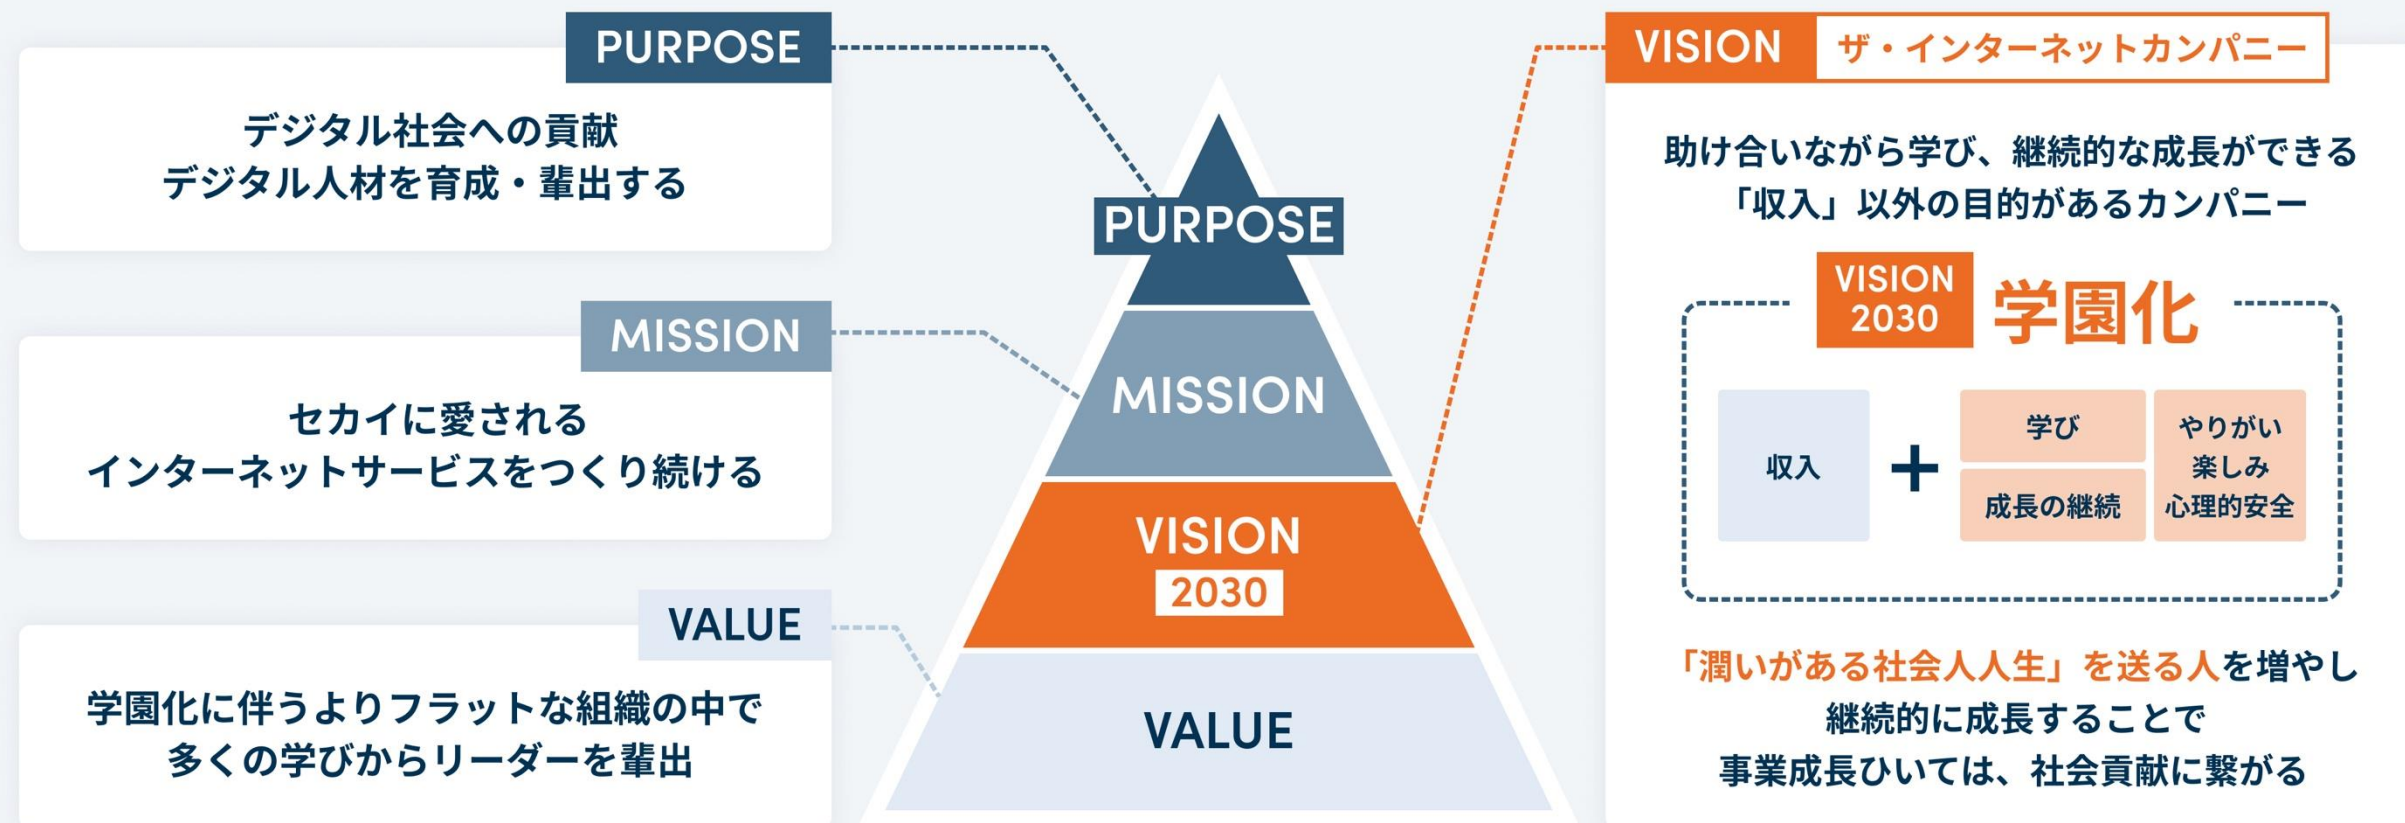 PURPOSE
デジタル社会への貢献
デジタル人材を育成・輩出する
MISSION
セカイに愛される
インターネットサービスをつくり続ける
VALUE
学園化に伴うよりフラットな組織の中で
多くの学びからリーダーを輩出
PURPOSE
MISSION
VISION
2030
VALUE
VISION
ザ・インターネットカンパニー
助け合いながら学び、継続的な成長ができる
「収入」以外の目的があるカンパニー
VISION
2030
学園化
収入
+
学び
成長の継続
やりがい
楽しみ
心理的安全
「潤いがある社会人人生」を送る人を増やし
継続的に成長することで
事業成長ひいては、社会貢献に繋がる